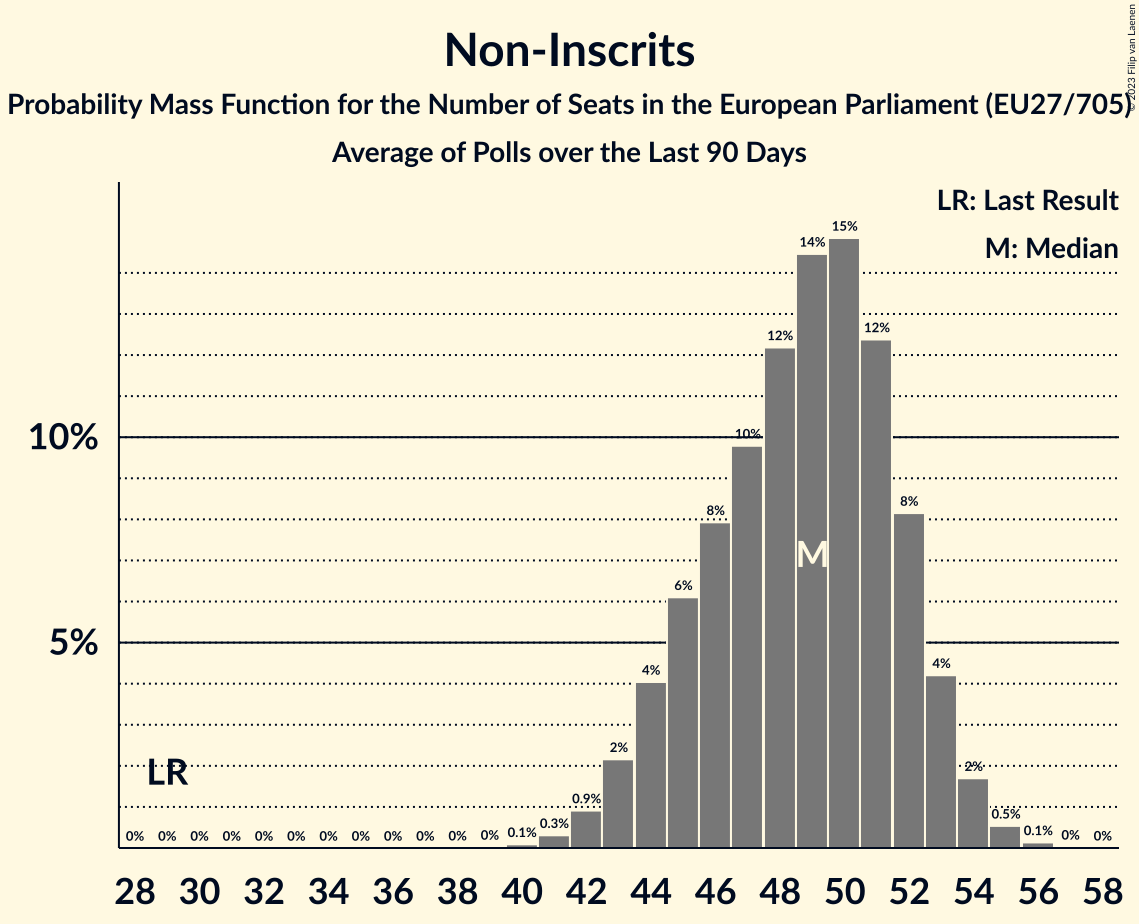 Non-Inscrits
Probability Mass Function for the Number of Seats in the European Parliament (EU27/705)
Average of Polls over the Last 90 Days
© 2023 Filip van Laenen
LR: Last Result
M: Median
15%
14%
12% 12%
10% 10%
8% 8%
M
6%
5%
4% 4%
2% 2%
LR
0.9% 0.5%
0% 0% 0% 0% 0% 0% 0% 0% 0% 0% 0% 0% 0.1% 0.3% 0.1% 0% 0%
28 30 32 34 36 38 40 42 44 46 48 50 52 54 56 58